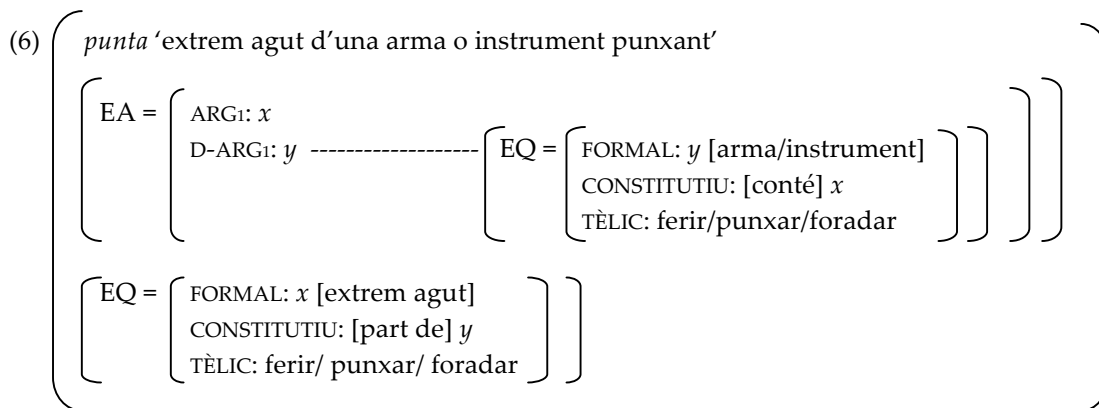 (6) punta ‘extrem agut d’una arma o instrument punxant’
EA = ARG1: x
D-ARG1: y ------------------- EQ = FORMAL: y [arma/instrument]
CONSTITUTIU: [conté] x
TÈLIC: ferir/punxar/foradar
EQ = FORMAL: x [extrem agut]
CONSTITUTIU: [part de] y
TÈLIC: ferir/ punxar/ foradar